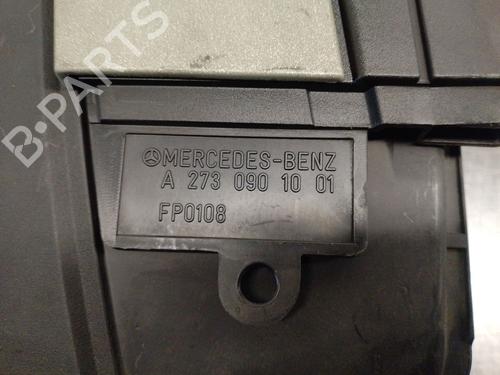 B-PARTS
MERCEDES-BENZ
A 273 090 10 01
FP0108